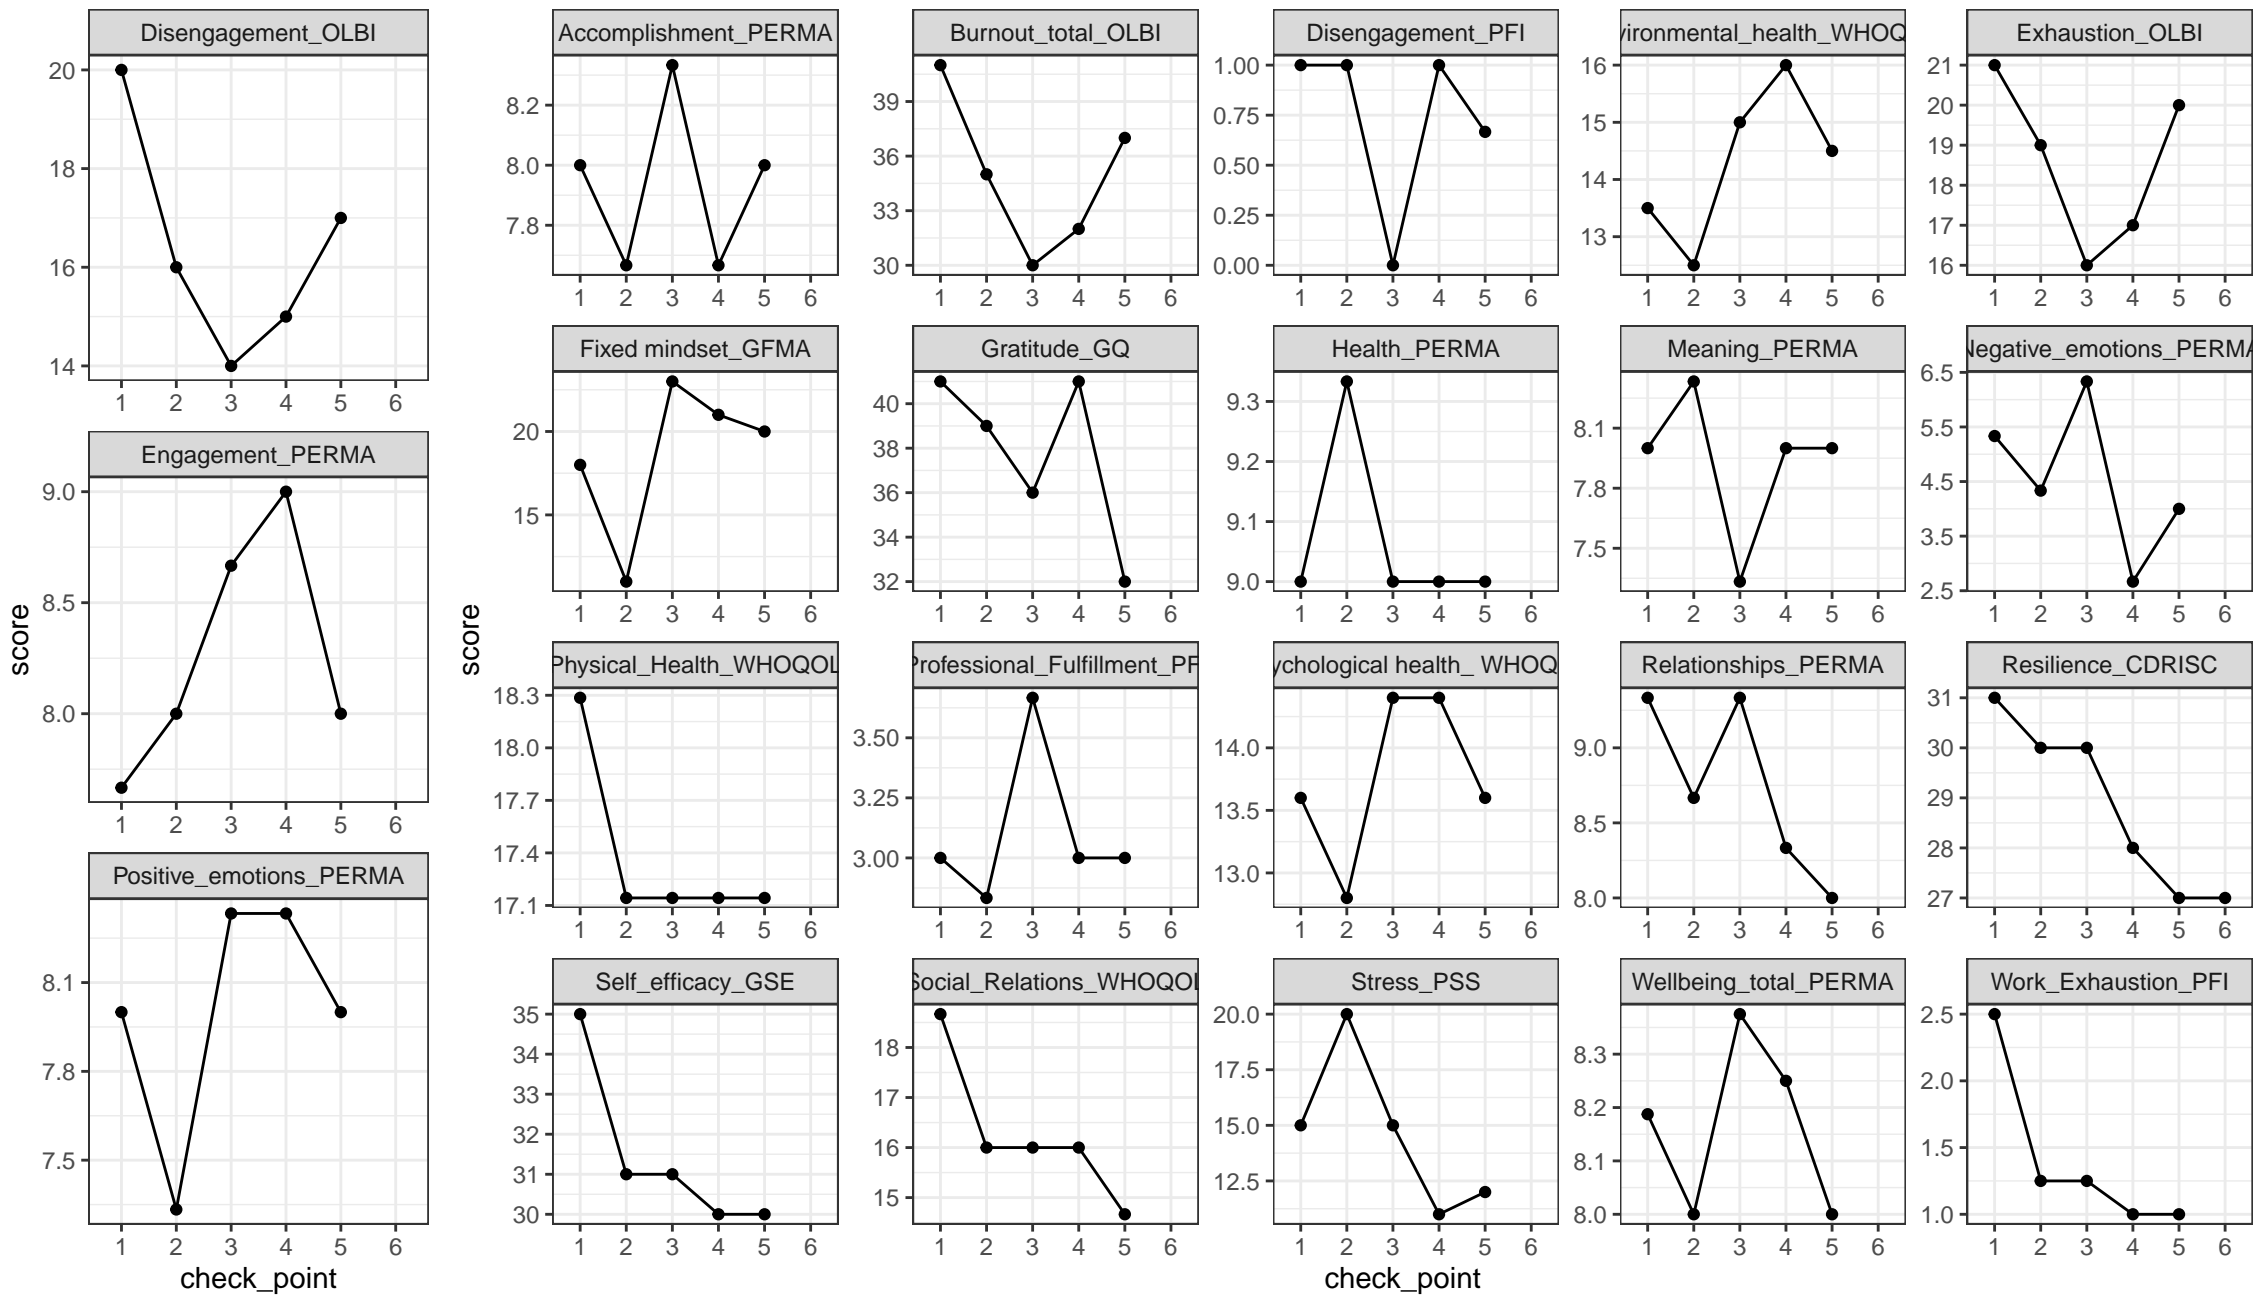 Disengagement_OLBI
20
18
16
14
1 2 3 4 5 6
Engagement_PERMA
9.0
8.5
8.0
1 2 3 4 5 6
Positive_emotions_PERMA
8.1
7.8
7.5
1 2 3 4 5 6
score
check_point
Accomplishment_PERMA
8.2
8.0
7.8
1 2 3 4 5 6
Burnout_total_OLBI
39
36
33
30
1 2 3 4 5 6
Disengagement_PFI
1.00
0.75
0.50
0.25
0.00
1 2 3 4 5 6
vironmental_health_WHOQ
16
15
14
13
1 2 3 4 5 6
Exhaustion_OLBI
21
20
19
18
17
16
1 2 3 4 5 6
Fixed mindset_GFMA
20
15
1 2 3 4 5 6
Gratitude_GQ
40
38
36
34
32
1 2 3 4 5 6
Health_PERMA
9.3
9.2
9.1
9.0
1 2 3 4 5 6
Meaning_PERMA
8.1
7.8
7.5
1 2 3 4 5 6
Negative_emotions_PERMA
6.5
5.5
4.5
3.5
2.5
1 2 3 4 5 6
Physical_Health_WHOQOL
18.3
18.0
17.7
17.4
17.1
1 2 3 4 5 6
Professional_Fulfillment_PF
3.50
3.25
3.00
1 2 3 4 5 6
ychological health_ WHOQ
14.0
13.5
13.0
1 2 3 4 5 6
Relationships_PERMA
9.0
8.5
8.0
1 2 3 4 5 6
Resilience_CDRISC
31
30
29
28
27
1 2 3 4 5 6
Self_efficacy_GSE
35
34
33
32
31
30
1 2 3 4 5 6
Social_Relations_WHOQOL
18
17
16
15
1 2 3 4 5 6
Stress_PSS
20.0
17.5
15.0
12.5
1 2 3 4 5 6
Wellbeing_total_PERMA
8.3
8.2
8.1
8.0
1 2 3 4 5 6
Work_Exhaustion_PFI
2.5
2.0
1.5
1.0
1 2 3 4 5 6
score
check_point